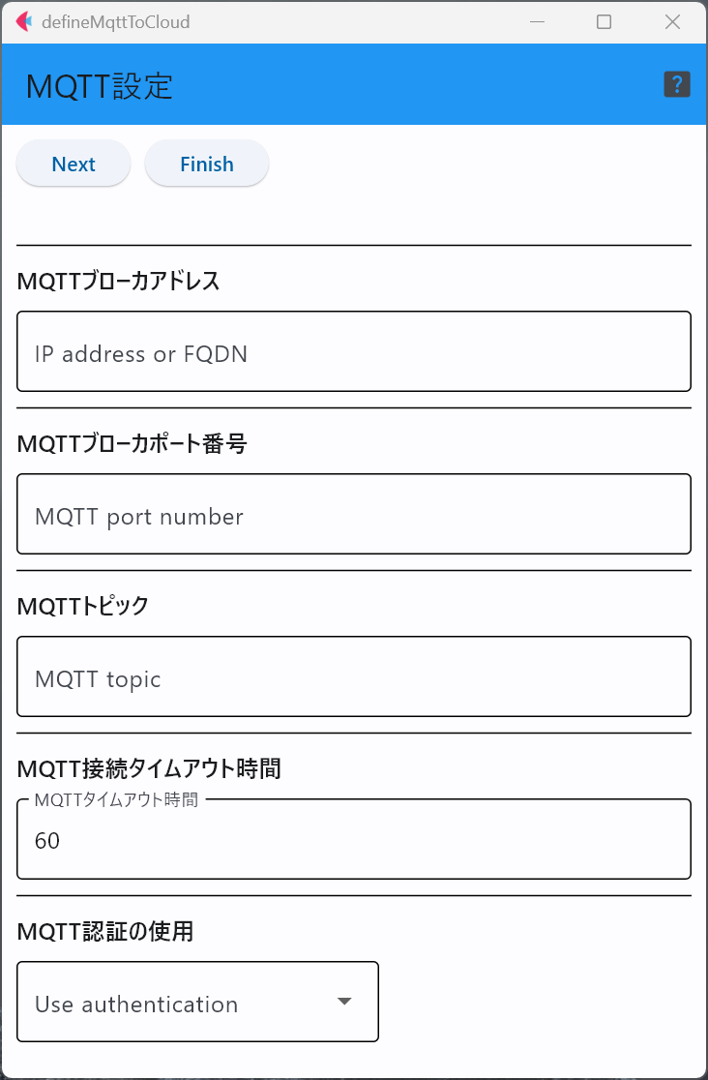 defineMqttToCloud
MQTT設定
?
Next Finish
MQTTブローカアドレス
IP address or FQDN
MQTTブローカポート番号
MQTT port number
MQTTトピック
MQTT topic
MQTT接続タイムアウト時間
MQTTタイムアウト時間
60
MQTT認証の使用
Use authentication